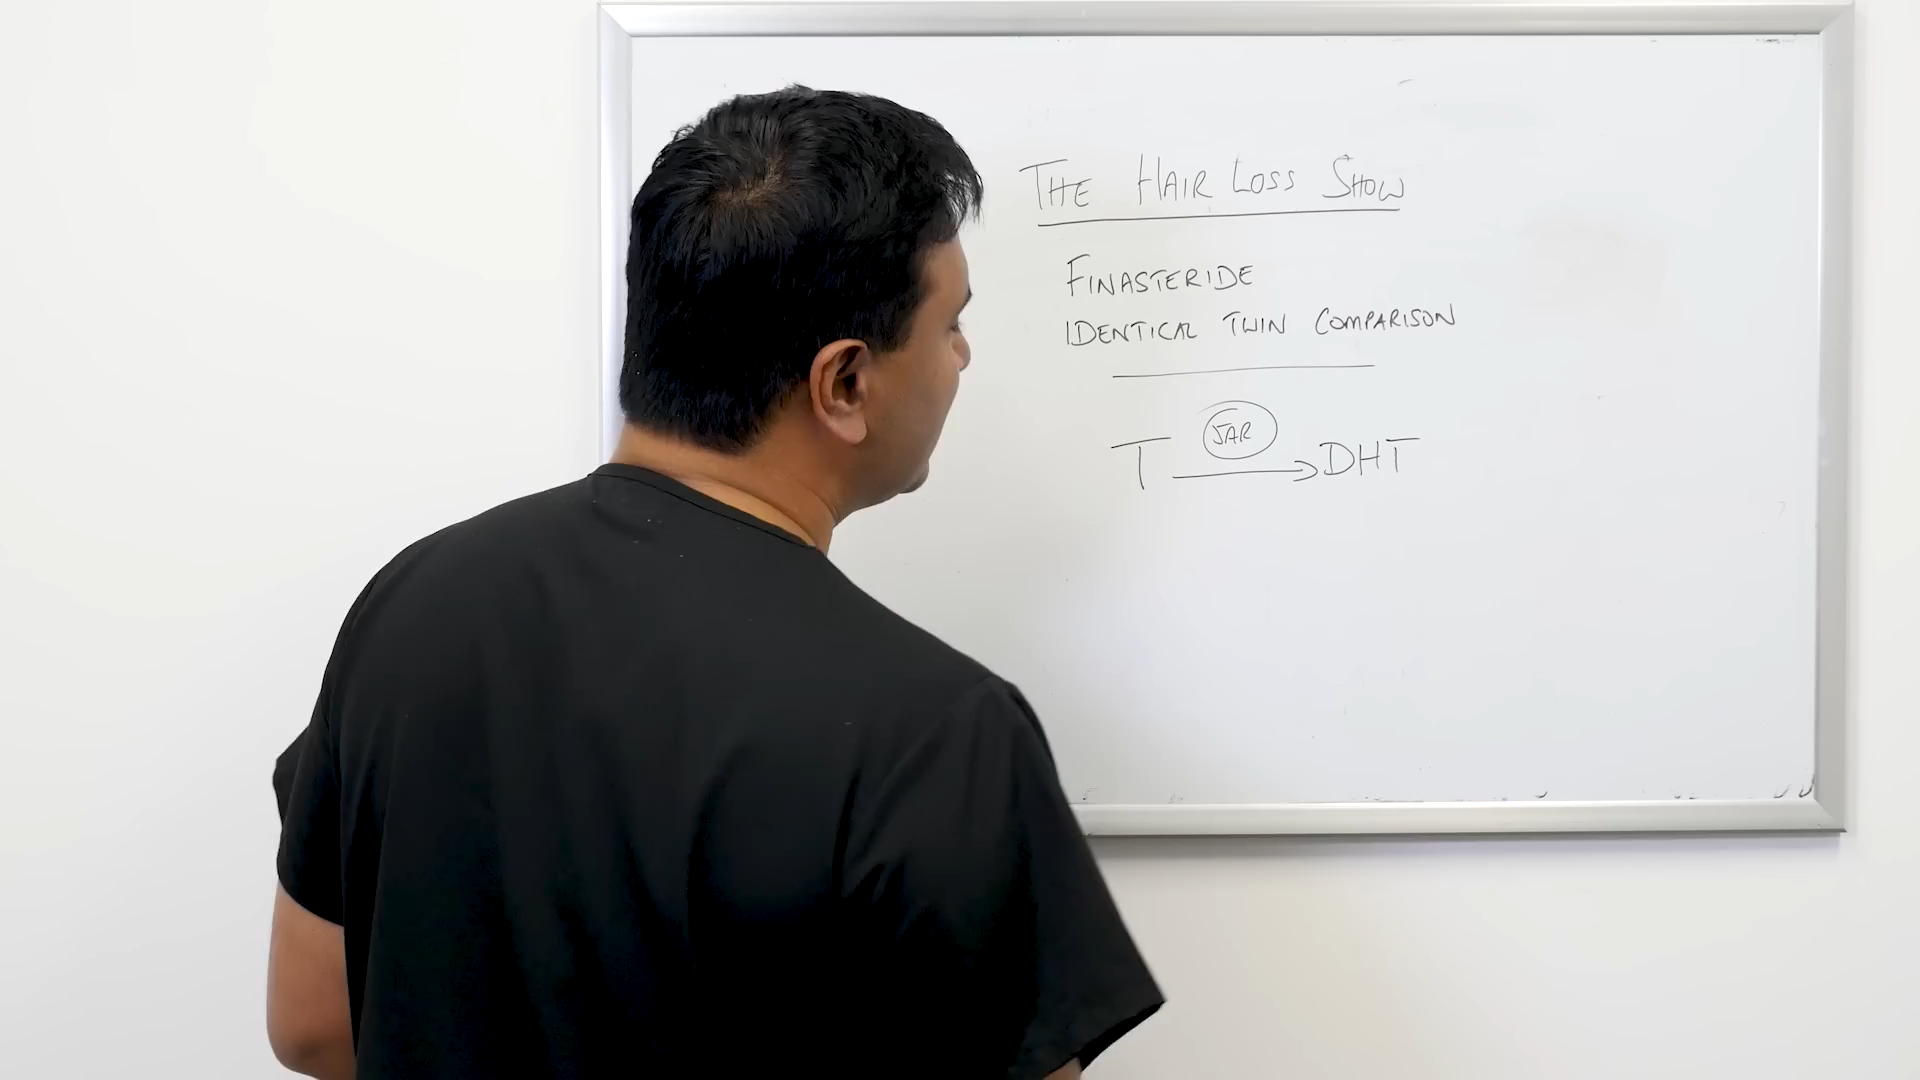 THE HAIR LOSS SHOW
FINASTERIDE
IDENTICAL TWIN COMPARISON
5AR
T → DHT